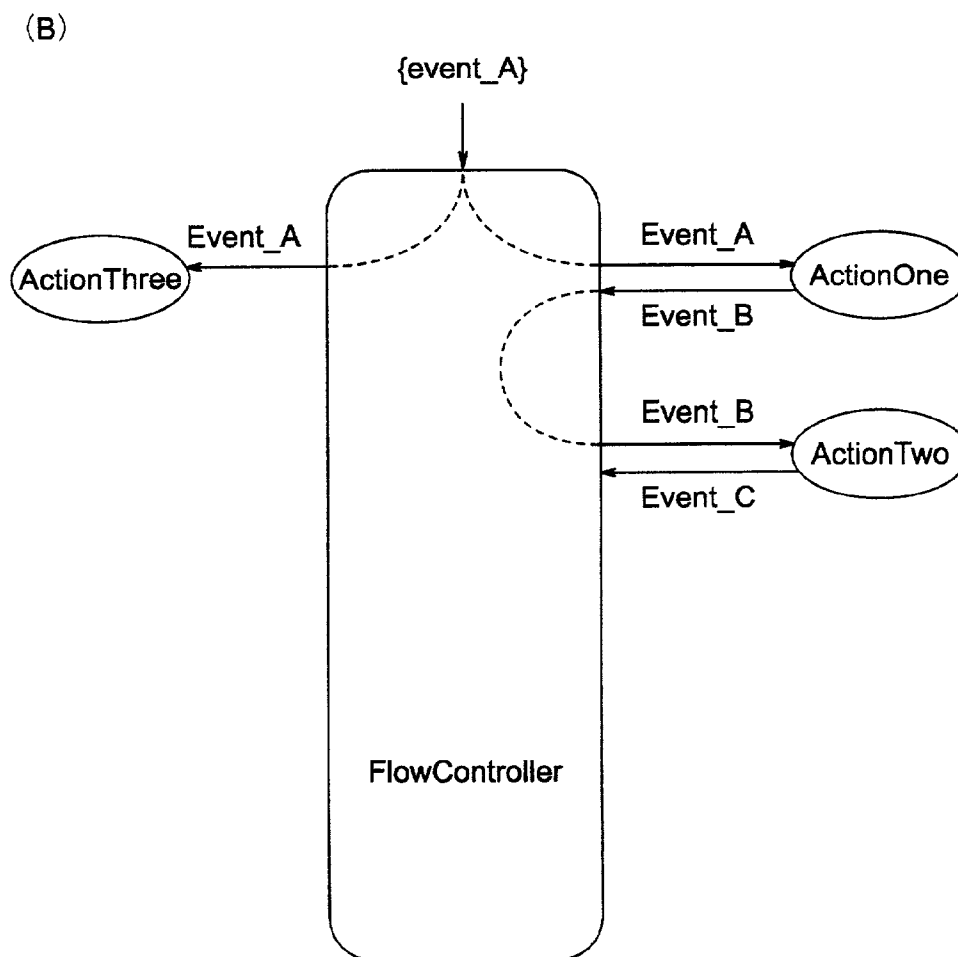 (B)
{event_A}
Event_A
Event_A
ActionThree
ActionOne
Event_B
Event_B
ActionTwo
Event_C
FlowController